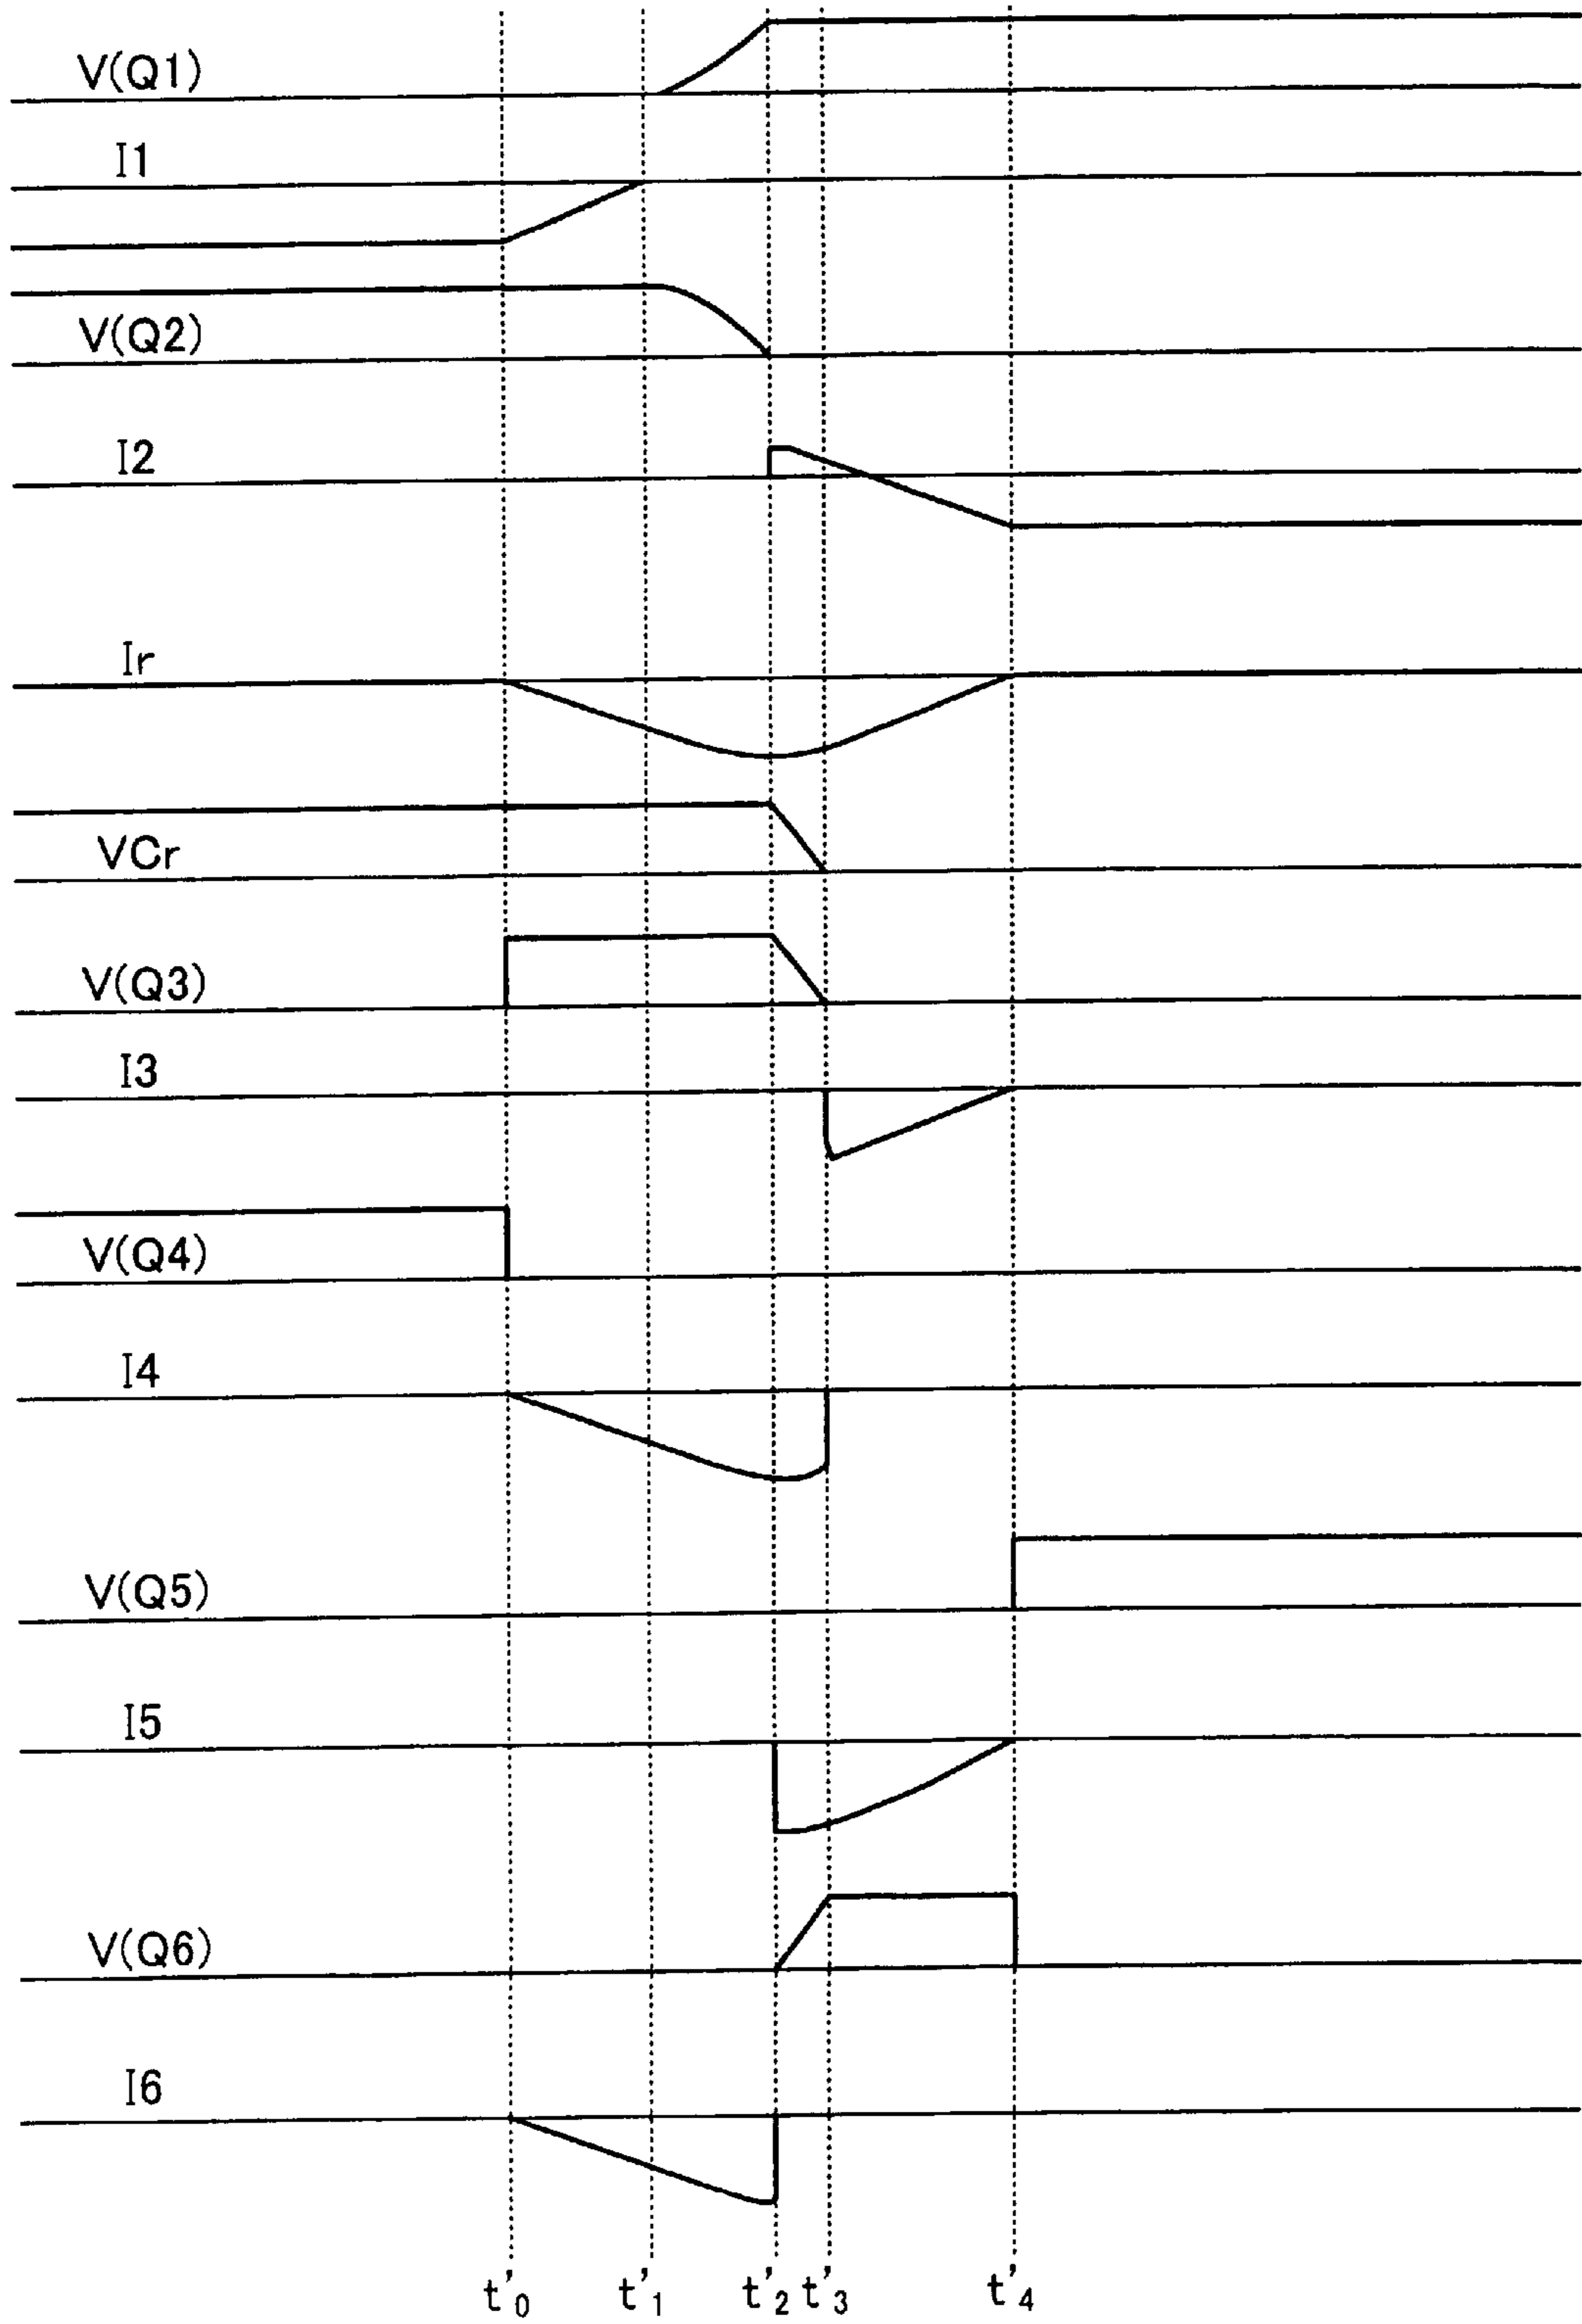 V(Q1)
I1
V(Q2)
I2
Ir
VCr
V(Q3)
I3
V(Q4)
I4
V(Q5)
I5
V(Q6)
I6
t'0 t'1 t'2 t'3 t'4